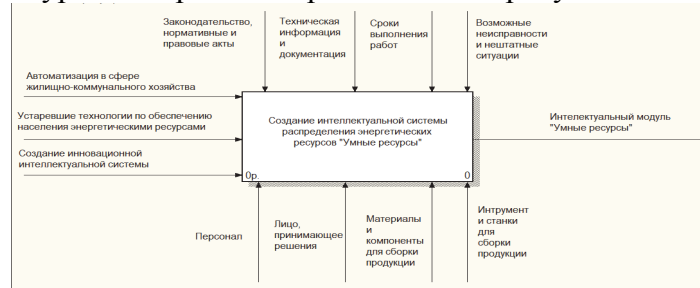 Законодательство,
нормативные и
правовые акты
Техническая
информация
и
документация
Сроки
выполнения
работ
Возможные
неисправности
и нештатные
ситуации
Автоматизация в сфере
жилищно-коммунального хозяйства
Устаревшие технологии по обеспечению
населения энергетическими ресурсами
Создание инновационной
интеллектуальной системы
Создание интеллектуальной системы
распределения энергетических
ресурсов "Умные ресурсы"
0р.
0
Интелектуальный модуль
"Умные ресурсы"
Персонал
Лицо,
принимающее
решения
Материалы
и
компоненты
для сборки
продукции
Интрумент
и станки
для
сборки
продукции